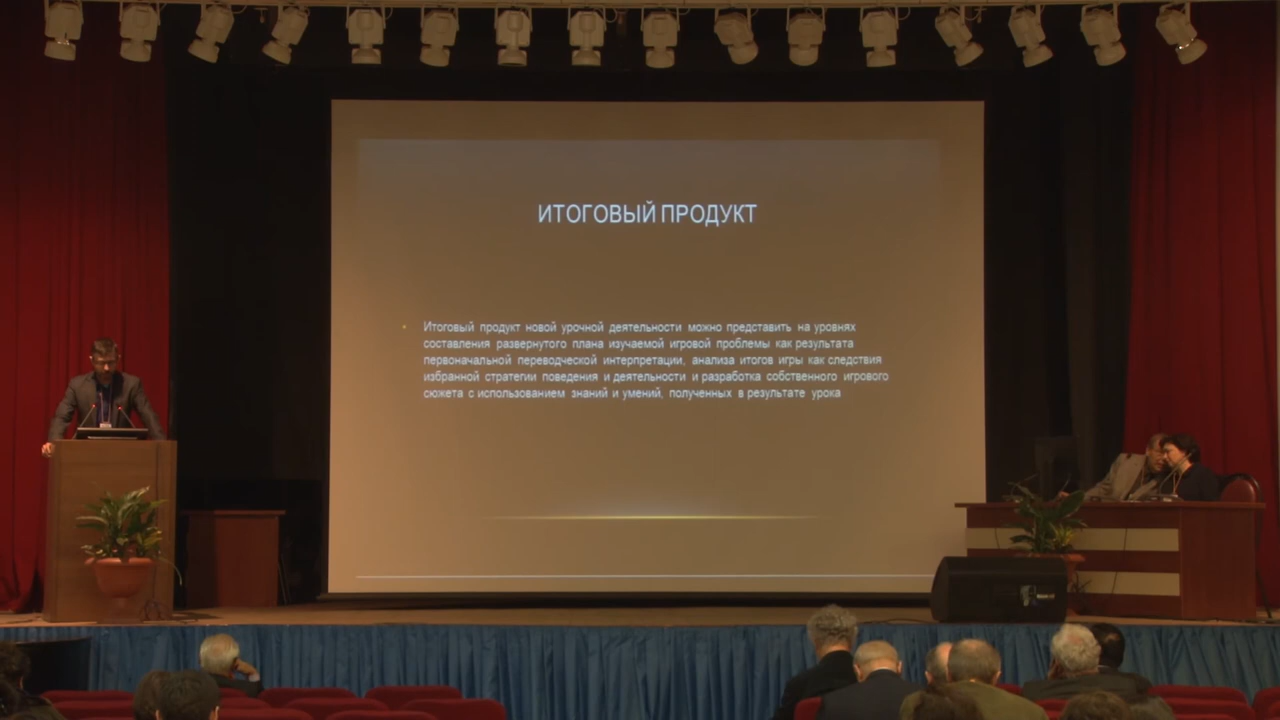 ИТОГОВЫЙ ПРОДУКТ
Итоговый продукт новой урочной деятельности можно представить на уровнях
составления развернутого плана изучаемой игровой проблемы как результата
первоначальной переводческой интерпретации, анализа итогов игры как следствия
избранной стратегии поведения и деятельности и разработка собственного игрового
сюжета с использованием знаний и умений, полученных в результате урока